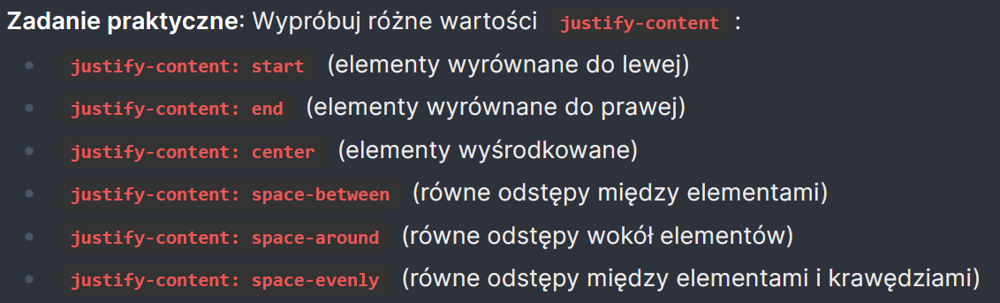 Zadanie praktyczne: Wypróbuj różne wartości justify-content :
• justify-content: start (elementy wyrównane do lewej)
• justify-content: end (elementy wyrównane do prawej)
• justify-content: center (elementy wyśrodkowane)
• justify-content: space-between (równe odstępy między elementami)
• justify-content: space-around (równe odstępy wokół elementów)
• justify-content: space-evenly (równe odstępy między elementami i krawędziami)